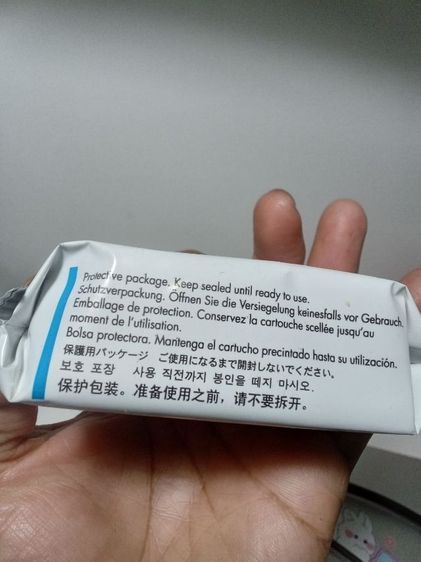 Protective package. Keep sealed until ready to use.
Schutzverpackung. Öffnen Sie die Versiegelung keinesfalls vor Gebrauch.
Emballage de protection. Conservez la cartouche scellée jusqu'au
moment de l'utilisation.
Bolsa protectora. Mantenga el cartucho precintado hasta su utilización.
保護用パッケージ ご使用になるまで開封しないでください。
보호 포장 사용 직전까지 봉인을 떼지 마시오.
保护包装。准备使用之前，请不要拆开。